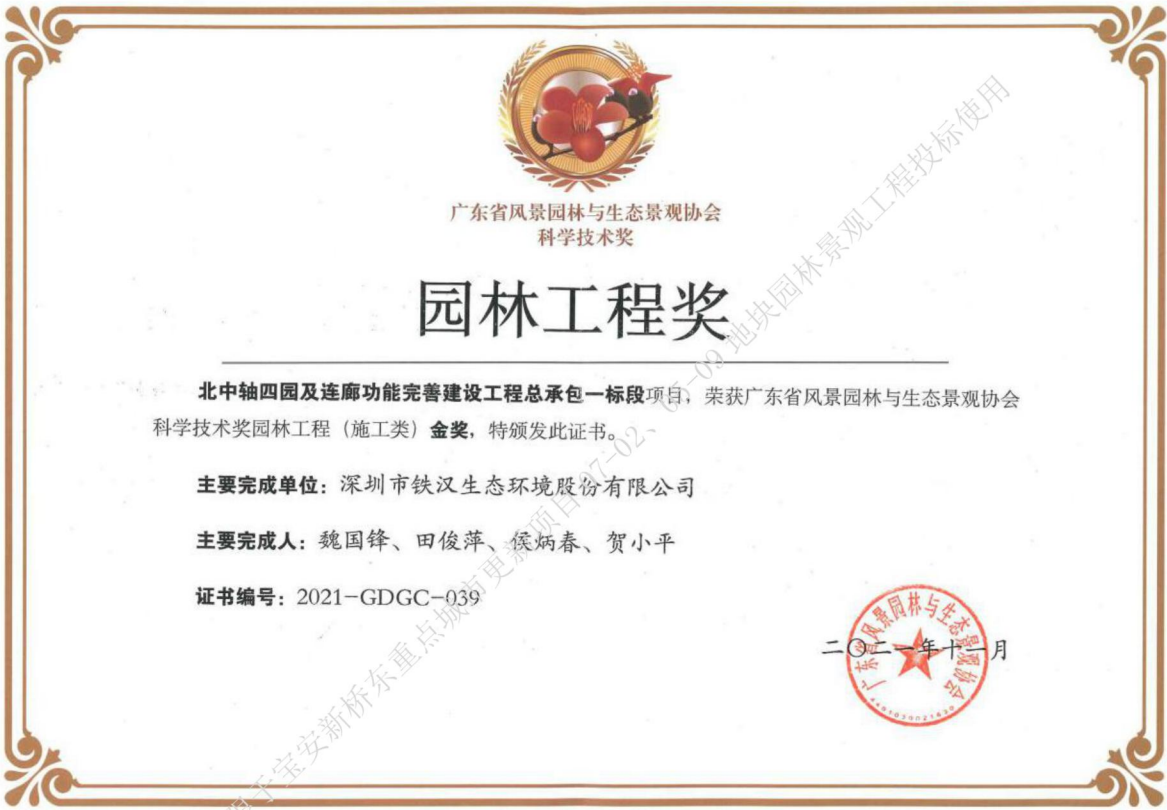 广东省风景园林与生态景观协会
科学技术奖
园林工程奖
北中轴四园及连廊功能完善建设工程总承包一标段项目，荣获广东省风景园林与生态景观协会
科学技术奖园林工程（施工类）金奖，特颁发此证书。
主要完成单位：深圳市铁汉生态环境股份有限公司
主要完成人：魏国锋、田俊萍、侯炳春、贺小平
证书编号：2021-GDGC-039
二〇二一年十一月
广东省风景园林与生态景观协会
用于宝安新桥东重点城市更新项目07-02、05-09地块园林景观工程投标使用